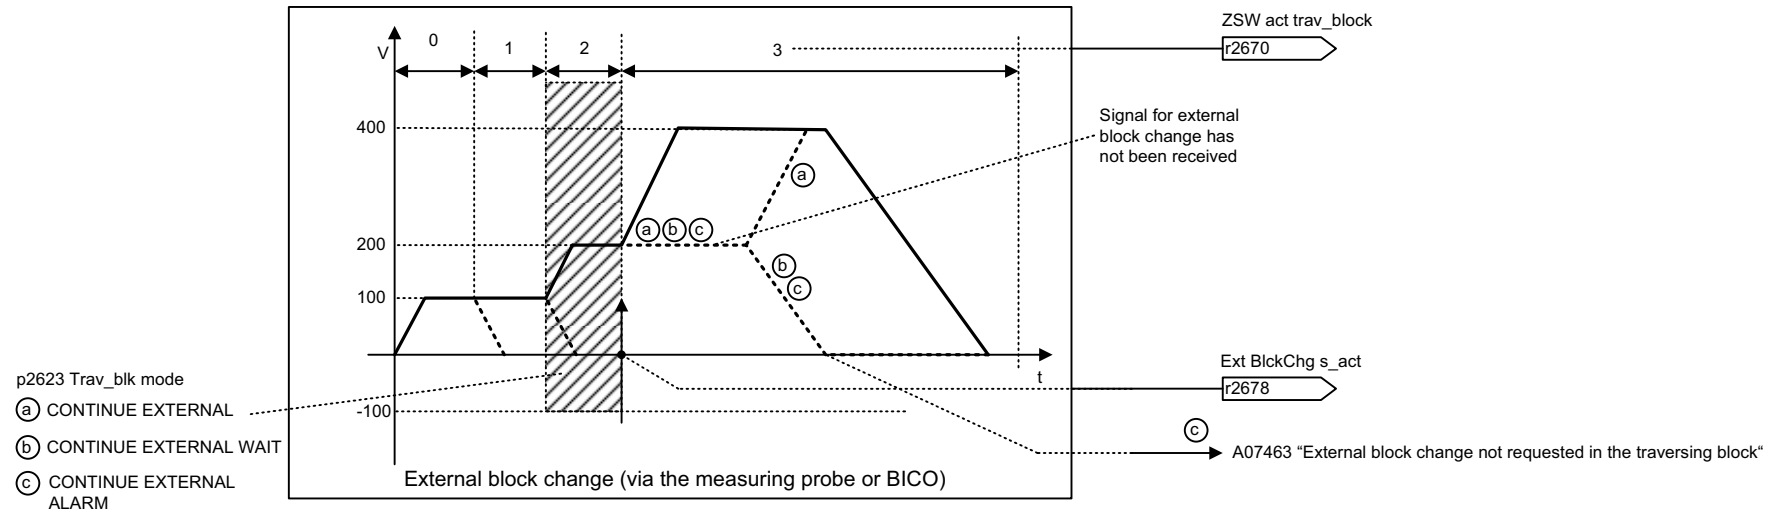 ZSW act trav_block
r2670
V
0
1
2
3
400
Signal for external
block change has
not been received
a
a b c
200
b
c
100
t
Ext BlckChg s_act
r2678
p2623 Trav_blk mode
a CONTINUE EXTERNAL
-100
c
b CONTINUE EXTERNAL WAIT
A07463 “External block change not requested in the traversing block“
External block change (via the measuring probe or BICO)
c CONTINUE EXTERNAL
ALARM